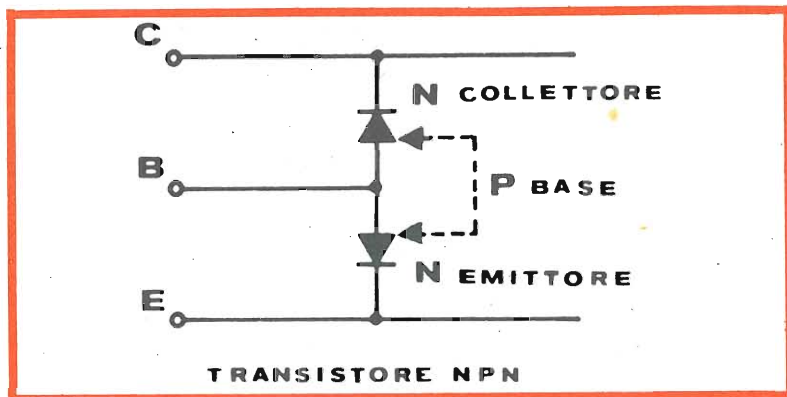 C
N COLLETTORE
B
P BASE
N EMITTORE
E
TRANSISTORE NPN